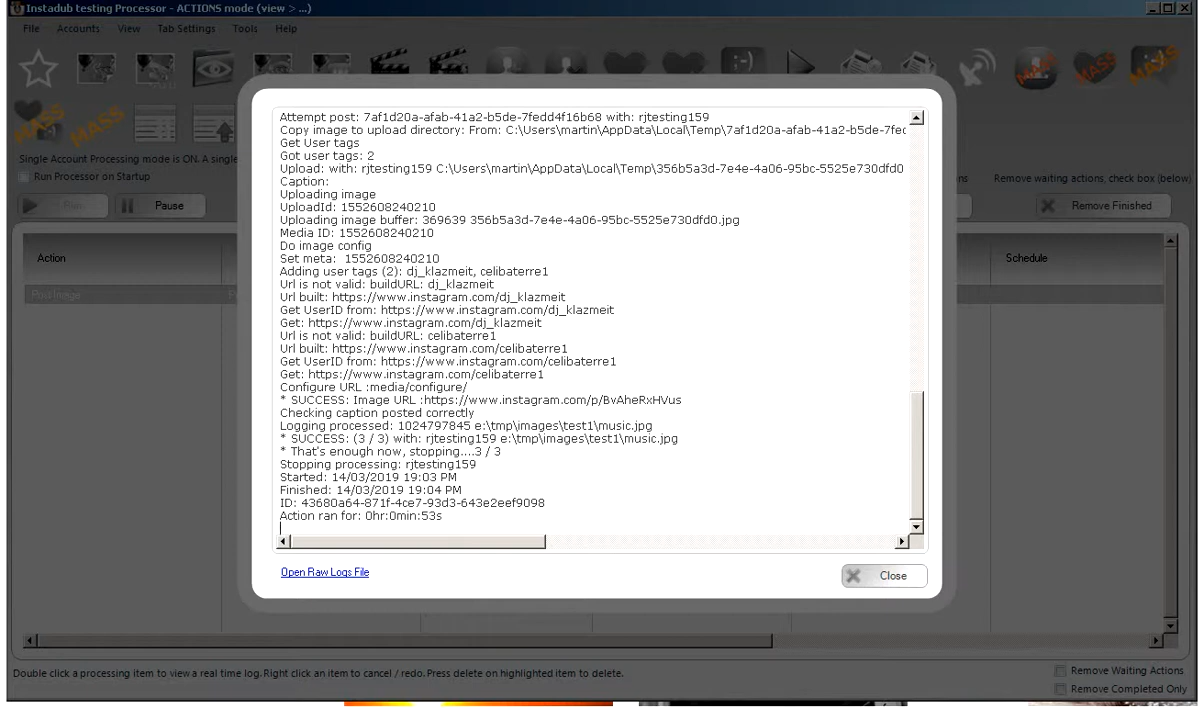 Instadub testing Processor - ACTIONS mode (view > ...)
File Accounts View Tab Settings Tools Help
MASS MASS MASS
MASS MASS
Single Account Processing mode is ON. A single
Run Processor on Startup
ns
Remove waiting actions, check box (below)
Pause
Remove Finished
Action
Schedule
Post Image
Attempt post: 7af1d20a-afab-41a2-b5de-7fedd4f16b68 with: rjtesting159
Copy image to upload directory: From: C:\Users\martin\AppData\Local\Temp\7af1d20a-afab-41a2-b5de-7fec
Get User tags
Got user tags: 2
Upload: with: rjtesting159 C:\Users\martin\AppData\Local\Temp\356b5a3d-7e4e-4a06-95bc-5525e730dfd0
Caption:
Uploading image
UploadId: 1552608240210
Uploading image buffer: 369639 356b5a3d-7e4e-4a06-95bc-5525e730dfd0.jpg
Media ID: 1552608240210
Do image config
Set meta:  1552608240210
Adding user tags (2): dj_klazmeit, celibaterre1
Url is not valid: buildURL: dj_klazmeit
Url built: https://www.instagram.com/dj_klazmeit
Get UserID from: https://www.instagram.com/dj_klazmeit
Get: https://www.instagram.com/dj_klazmeit
Url is not valid: buildURL: celibaterre1
Url built: https://www.instagram.com/celibaterre1
Get UserID from: https://www.instagram.com/celibaterre1
Get: https://www.instagram.com/celibaterre1
Configure URL :media/configure/
* SUCCESS: Image URL :https://www.instagram.com/p/BvAheRxHVus
Checking caption posted correctly
Logging processed: 1024797845 e:\tmp\images\test1\music.jpg
* SUCCESS: (3 / 3) with: rjtesting159 e:\tmp\images\test1\music.jpg
* That's enough now, stopping....3 / 3
Stopping processing: rjtesting159
Started: 14/03/2019 19:03 PM
Finished: 14/03/2019 19:04 PM
ID: 43680a64-871f-4ce7-93d3-643e2eef9098
Action ran for: 0hr:0min:53s
Open Raw Logs File
Close
Double click a processing item to view a real time log. Right click an item to cancel / redo. Press delete on highlighted item to delete.
Remove Waiting Actions
Remove Completed Only